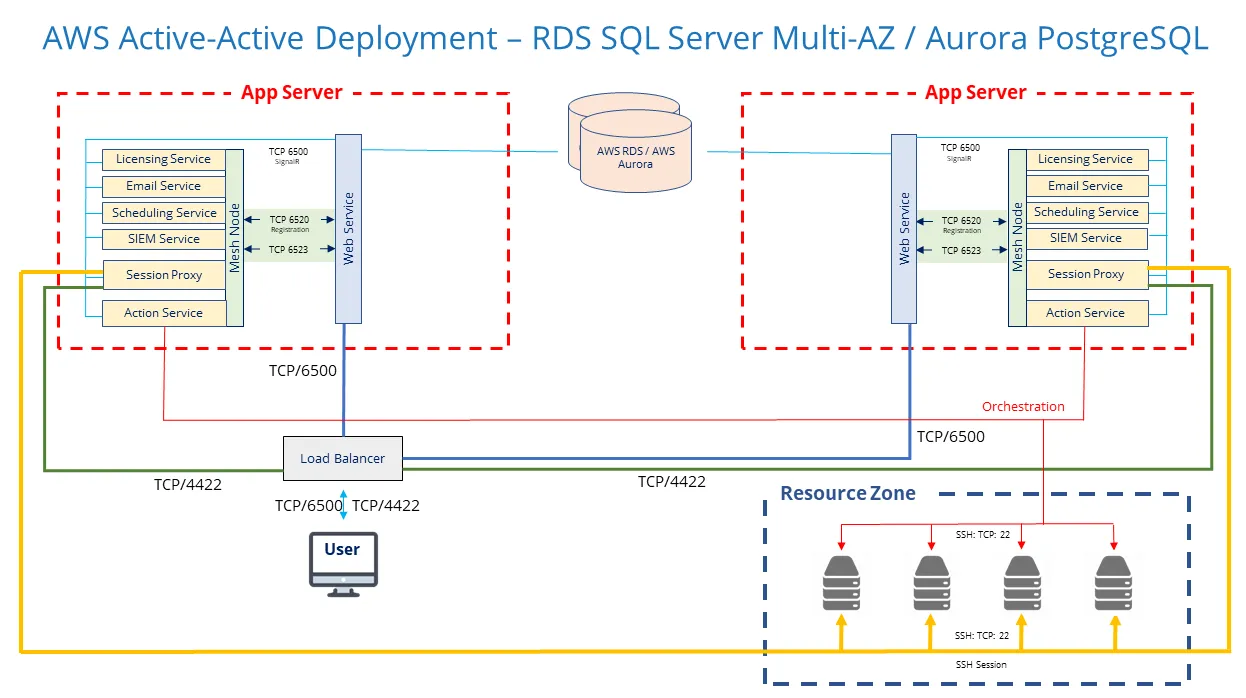 AWS Active-Active Deployment – RDS SQL Server Multi-AZ / Aurora PostgreSQL
App Server
TCP 6500
SignalR
Licensing Service
Email Service
Scheduling Service
SIEM Service
Session Proxy
Action Service
Mesh Node
TCP 6520
Registration
TCP 6523
Web Service
AWS RDS / AWS
Aurora
App Server
TCP 6500
SignalR
Web Service
TCP 6520
Registration
TCP 6523
Mesh Node
Licensing Service
Email Service
Scheduling Service
SIEM Service
Session Proxy
Action Service
TCP/6500
Orchestration
TCP/6500
Load Balancer
TCP/4422
TCP/4422
TCP/6500
TCP/4422
User
Resource Zone
SSH: TCP: 22
SSH: TCP: 22
SSH Session